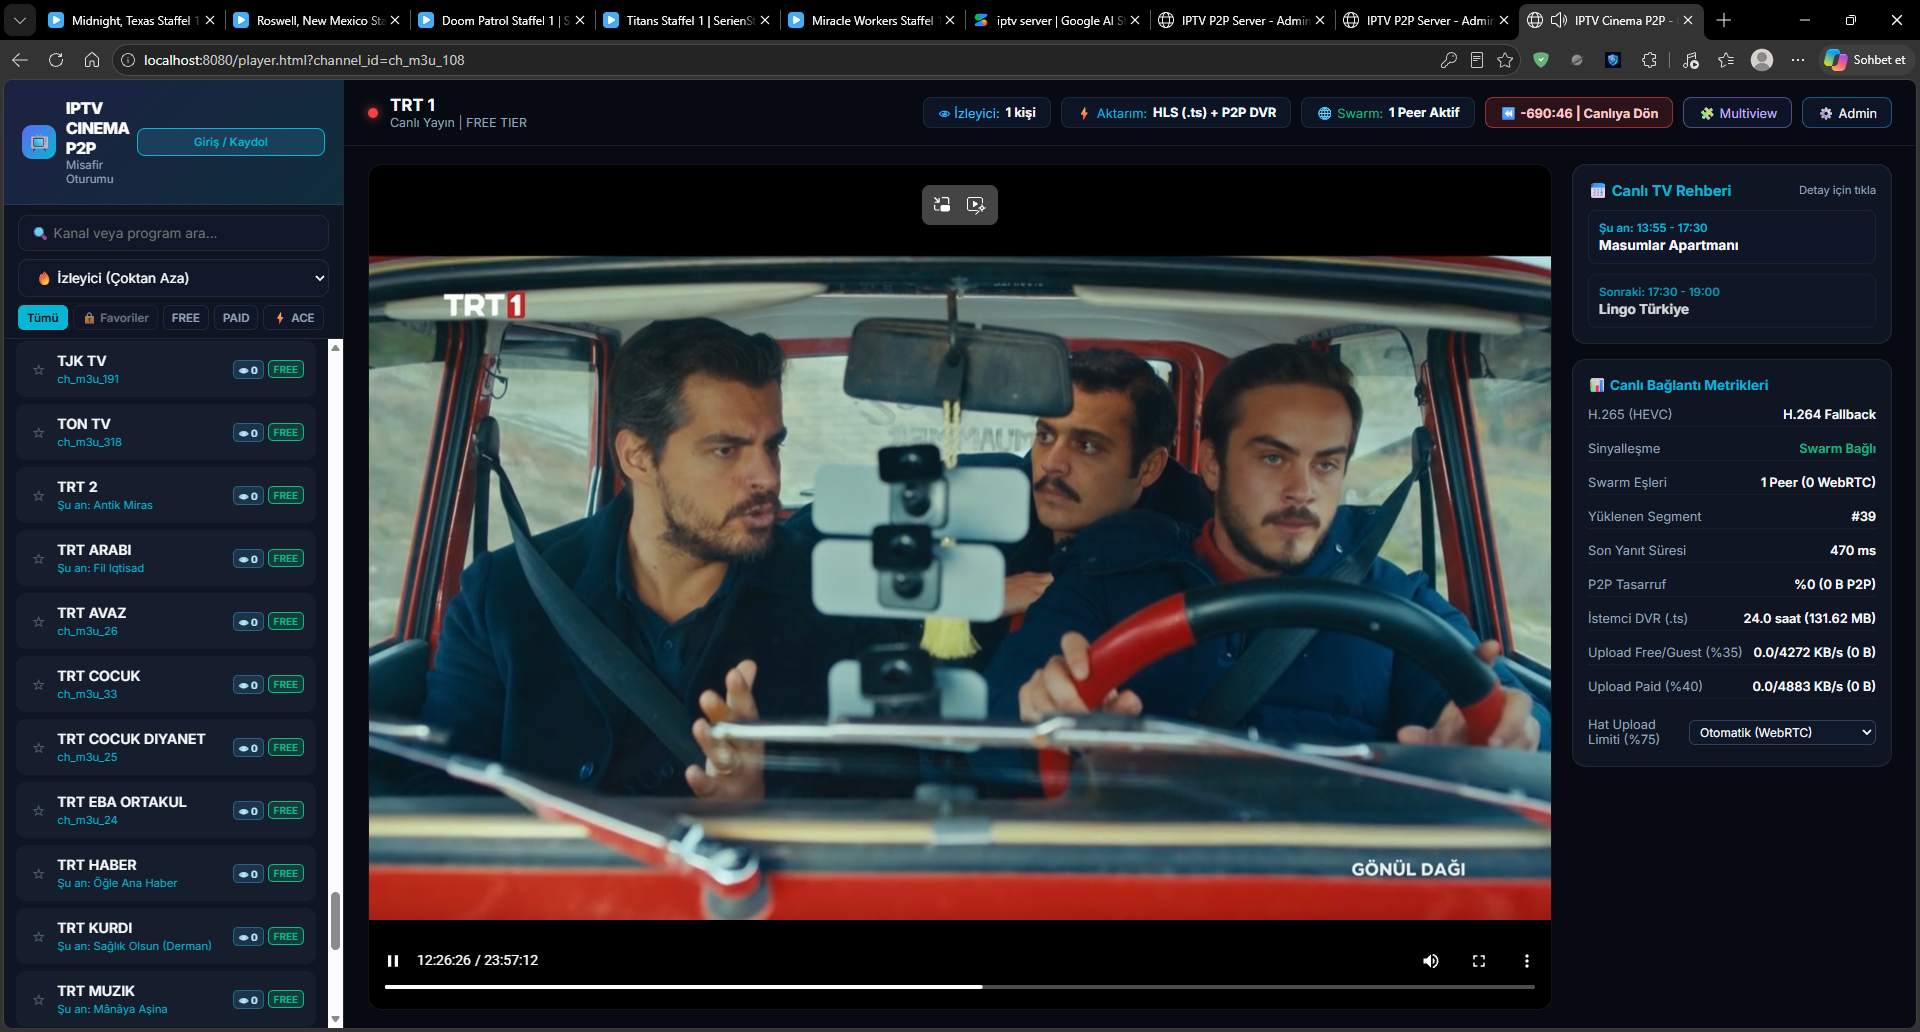 Midnight, Texas Staffel 1
Roswell, New Mexico Sta
Doom Patrol Staffel 1 | S
Titans Staffel 1 | SerienSt
Miracle Workers Staffel
iptv server | Google AI S
IPTV P2P Server - Admin
IPTV P2P Server - Admin
IPTV Cinema P2P -
localhost:8080/player.html?channel_id=ch_m3u_108
Sohbet et
IPTV CINEMA P2P
Misafir Oturumu
Giriş / Kaydol
Kanal veya program ara...
İzleyici (Çoktan Aza)
Tümü
Favoriler
FREE
PAID
ACE
TJK TV
ch_m3u_191
0 FREE
TON TV
ch_m3u_318
0 FREE
TRT 2
Şu an: Antik Miras
0 FREE
TRT ARABI
Şu an: Fil Iqtisad
0 FREE
TRT AVAZ
ch_m3u_26
0 FREE
TRT COCUK
ch_m3u_33
0 FREE
TRT COCUK DIYANET
ch_m3u_25
0 FREE
TRT EBA ORTAKUL
ch_m3u_24
0 FREE
TRT HABER
Şu an: Öğle Ana Haber
0 FREE
TRT KURDI
Şu an: Sağlık Olsun (Derman)
0 FREE
TRT MUZIK
Şu an: Mânâya Aşina
0 FREE
TRT 1
Canlı Yayın | FREE TIER
İzleyici: 1 kişi
Aktarım: HLS (.ts) + P2P DVR
Swarm: 1 Peer Aktif
-690:46 | Canlıya Dön
Multiview
Admin
TRT 1
GÖNÜL DAĞI
12:26:26 / 23:57:12
Canlı TV Rehberi
Detay için tıkla
Şu an: 13:55 - 17:30
Masumlar Apartmanı
Sonraki: 17:30 - 19:00
Lingo Türkiye
Canlı Bağlantı Metrikleri
H.265 (HEVC) H.264 Fallback
Sinyalleşme Swarm Bağlı
Swarm Eşleri 1 Peer (0 WebRTC)
Yüklenen Segment #39
Son Yanıt Süresi 470 ms
P2P Tasarruf %0 (0 B P2P)
İstemci DVR (.ts) 24.0 saat (131.62 MB)
Upload Free/Guest (%35) 0.0/4272 KB/s (0 B)
Upload Paid (%40) 0.0/4883 KB/s (0 B)
Hat Upload Limiti (%75) Otomatik (WebRTC)